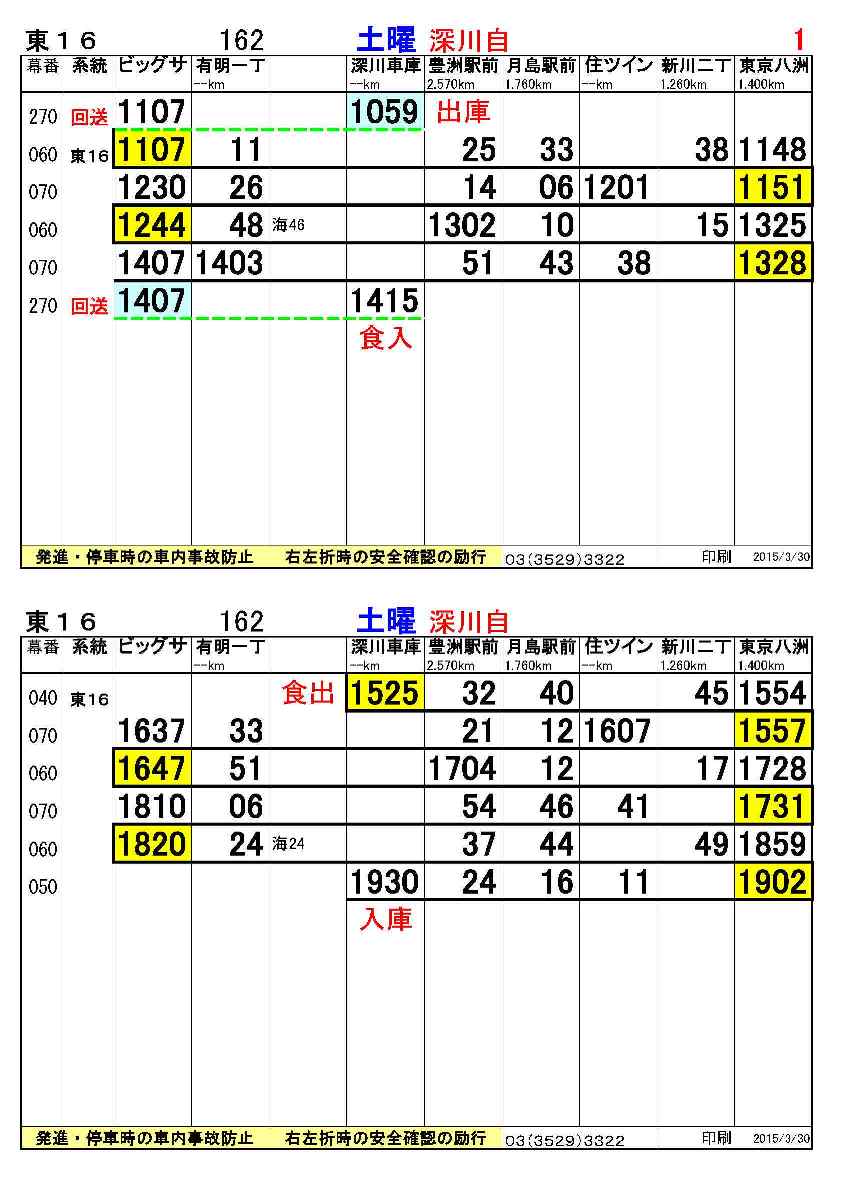 東１６ 162 土曜 深川自 1
幕番 系統 ビッグサ 有明一丁 深川車庫 豊洲駅前 月島駅前 住ツイン 新川二丁 東京八洲
--km --km 2.570km 1.760km --km 1.260km 1.400km
270 回送 1107 1059 出庫
060 東16 1107 11 25 33 38 1148
070 1230 26 14 06 1201 1151
060 1244 48 海46 1302 10 15 1325
070 1407 1403 51 43 38 1328
270 回送 1407 1415
食入
発進・停車時の車内事故防止 右左折時の安全確認の励行 03(3529)3322 印刷 2015/3/30
東１６ 162 土曜 深川自
幕番 系統 ビッグサ 有明一丁 深川車庫 豊洲駅前 月島駅前 住ツイン 新川二丁 東京八洲
--km --km 2.570km 1.760km --km 1.260km 1.400km
040 東16 食出 1525 32 40 45 1554
070 1637 33 21 12 1607 1557
060 1647 51 1704 12 17 1728
070 1810 06 54 46 41 1731
060 1820 24 海24 37 44 49 1859
050 1930 24 16 11 1902
入庫
発進・停車時の車内事故防止 右左折時の安全確認の励行 03(3529)3322 印刷 2015/3/30